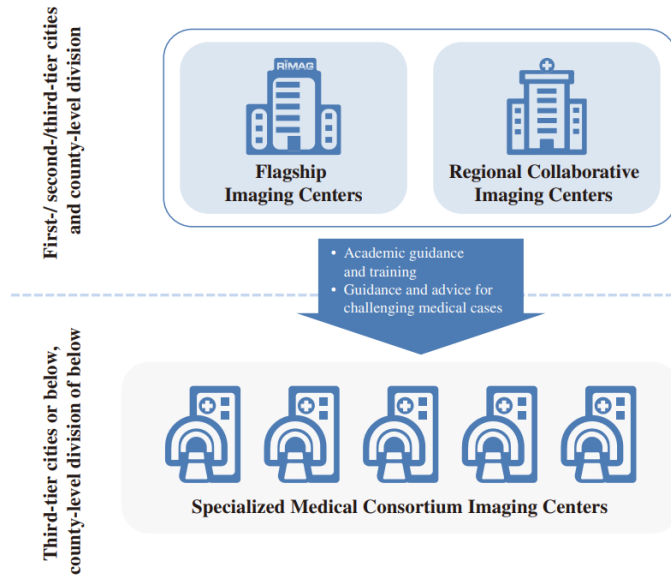 First-/ second-/third-tier cities
and county-level division
RIMAG
Flagship
Imaging Centers
Regional Collaborative
Imaging Centers
• Academic guidance
and training
• Guidance and advice for
challenging medical cases
Third-tier cities or below,
county-level division of below
Specialized Medical Consortium Imaging Centers